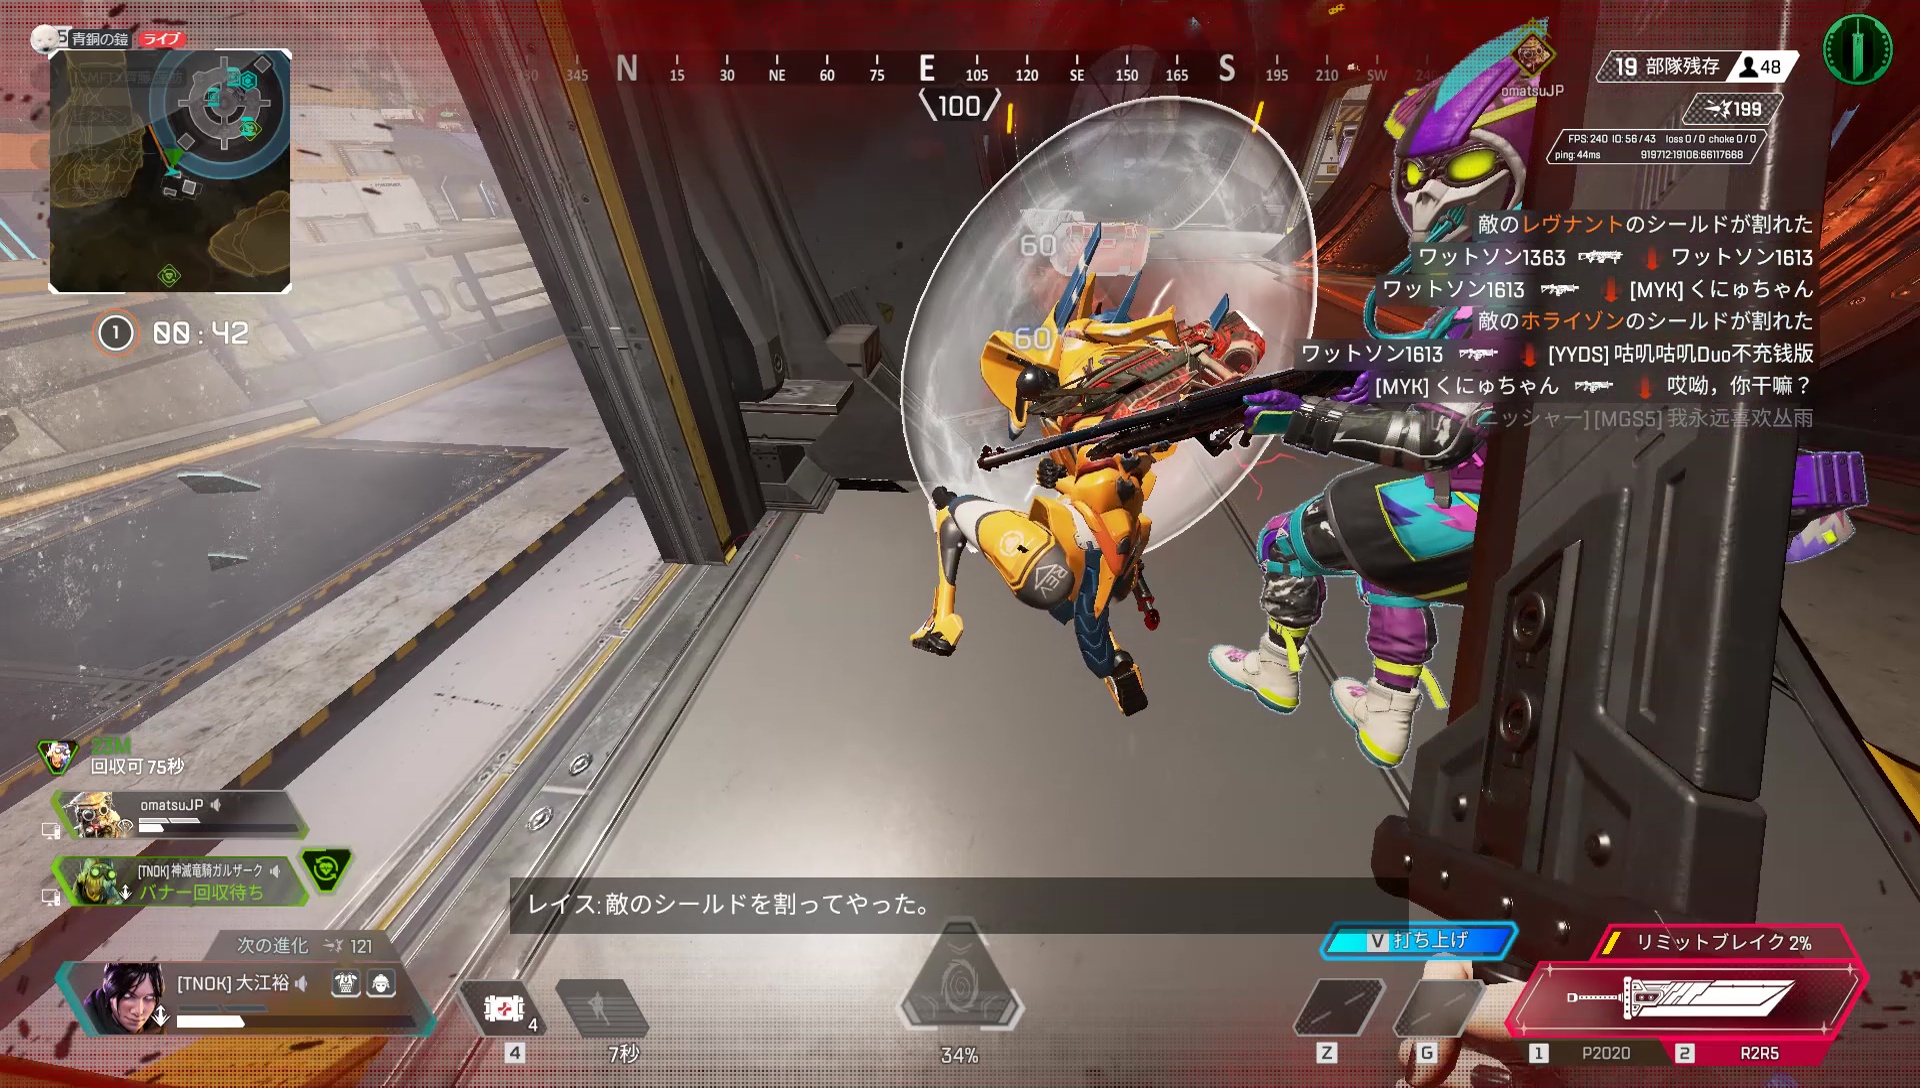 5 青銅の鎧 ライブ
330 345 N 15 30 NE 60 75 E 105 120 SE 150 165 S 195 210 SW
100
omatsuJP
19 部隊残存 48
199
FPS:240 IO:56/43 loss 0/0 choke 0/0
ping:44ms 919712:19106:66117668
敵のレヴナントのシールドが割れた
ワットソン1363 ワットソン1613
ワットソン1613 [MYK] くにゅちゃん
敵のホライゾンのシールドが割れた
ワットソン1613 [YYDS] 咕叽咕叽Duo不充钱版
[MYK] くにゅちゃん 哎呦，你干嘛？
ニッシャー] [MGS5] 我永远喜欢丛雨
1 00:42
60
60
REV
23M
回収可 75秒
omatsuJP
[TNOK] 神滅竜騎ガルザーク
バナー回収待ち
レイス: 敵のシールドを割ってやった。
次の進化 121
[TNOK] 大江裕
4
4
7秒
34%
V 打ち上げ
Z
G
リミットブレイク 2%
1 P2020 2 R2R5